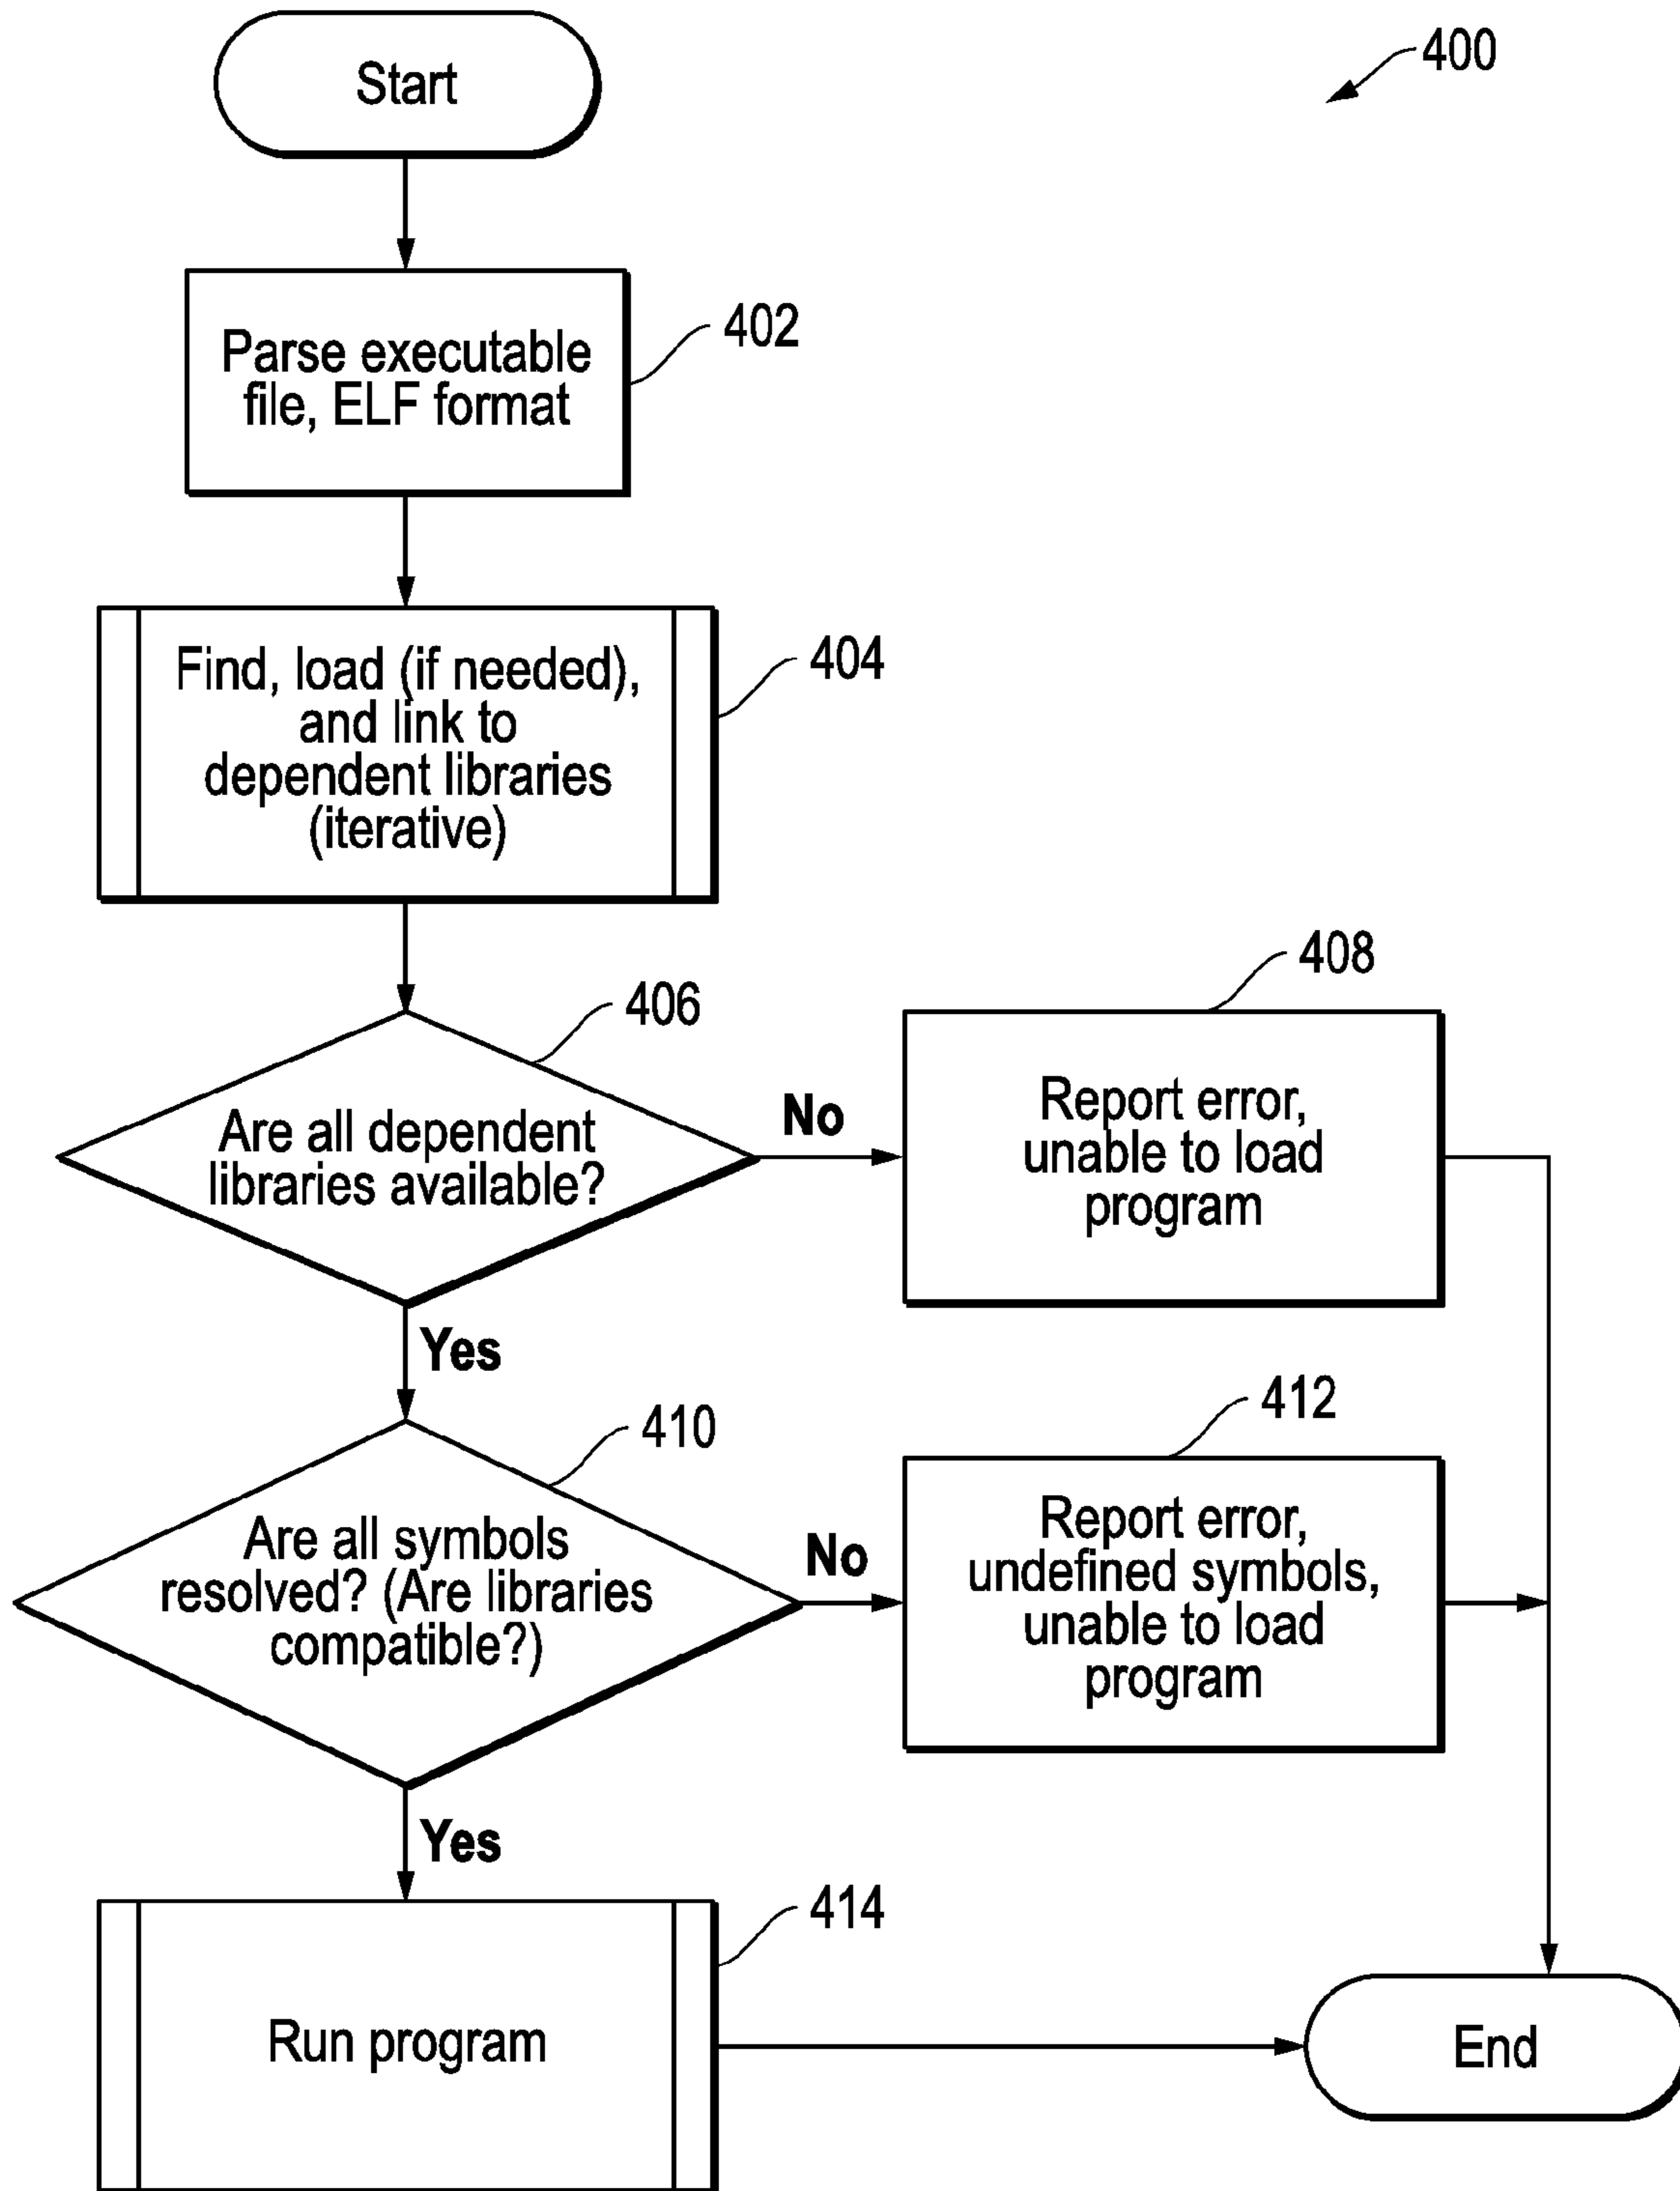 Start
400
Parse executable
file, ELF format
402
Find, load (if needed),
and link to
dependent libraries
(iterative)
404
406
Are all dependent
libraries available?
No
408
Report error,
unable to load
program
Yes
410
Are all symbols
resolved? (Are libraries
compatible?)
No
412
Report error,
undefined symbols,
unable to load
program
Yes
414
Run program
End